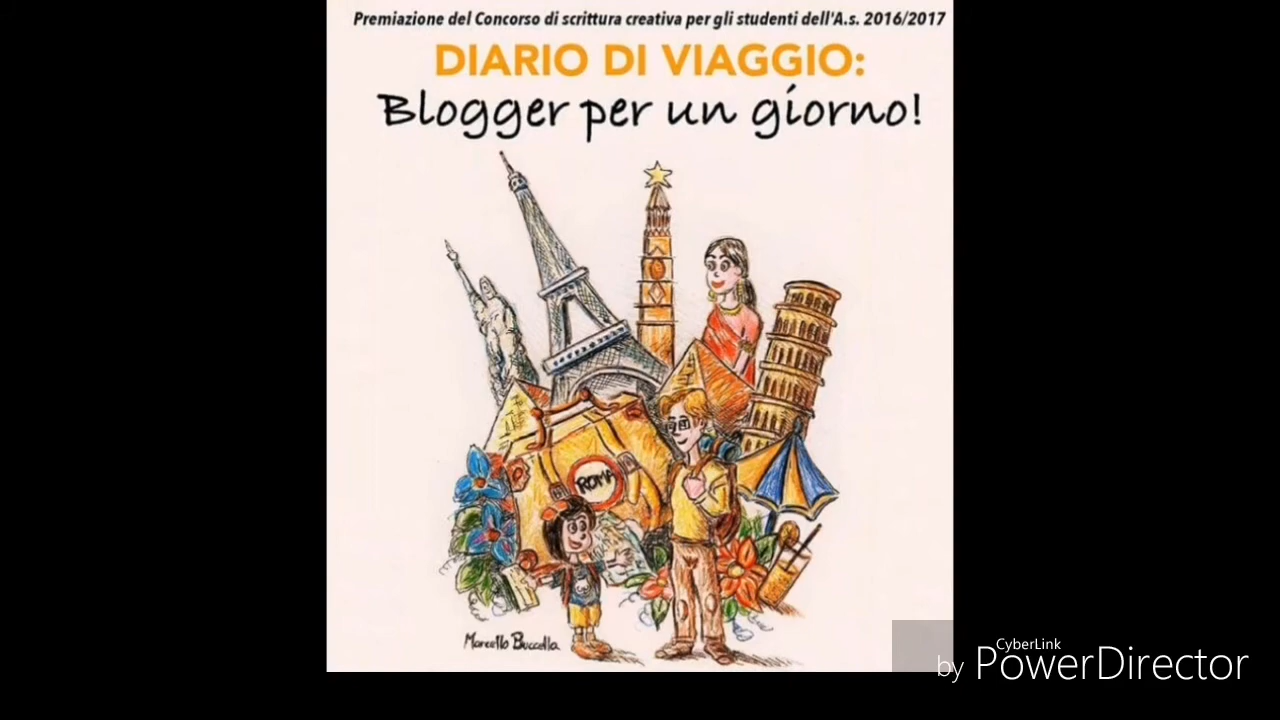 Premiazione del Concorso di scrittura creativa per gli studenti dell'A.s. 2016/2017
DIARIO DI VIAGGIO:
Blogger per un giorno!
ROMA
Marcello Buccella
CyberLink
by PowerDirector